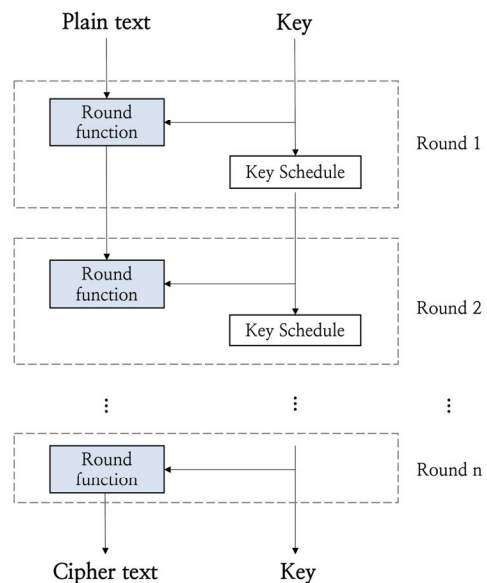 Plain text
Key
Round
function
Round 1
Key Schedule
Round
function
Round 2
Key Schedule
⋮ ⋮ ⋮
Round
function
Round n
Cipher text
Key